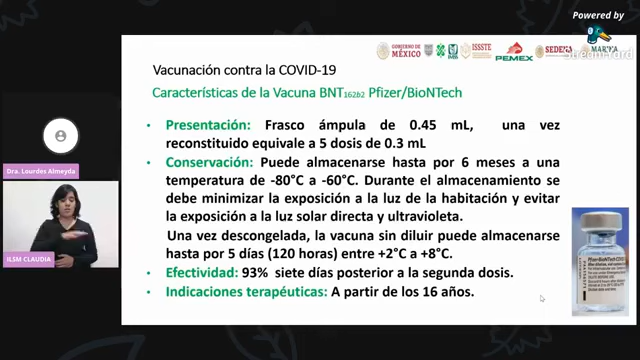 Powered by
StreamYard
GOBIERNO DE
MÉXICO
IMSS
ISSSTE
PEMEX
SEDENA
MARINA
Vacunación contra la COVID-19
Características de la Vacuna BNT162b2 Pfizer/BioNTech
• Presentación: Frasco ámpula de 0.45 mL, una vez
reconstituido equivale a 5 dosis de 0.3 mL
• Conservación: Puede almacenarse hasta por 6 meses a una
temperatura de -80°C a -60°C. Durante el almacenamiento se
debe minimizar la exposición a la luz de la habitación y evitar
la exposición a la luz solar directa y ultravioleta.
Una vez descongelada, la vacuna sin diluir puede almacenarse
hasta por 5 días (120 horas) entre +2°C a +8°C.
• Efectividad: 93% siete días posterior a la segunda dosis.
• Indicaciones terapéuticas: A partir de los 16 años.
Dra. Lourdes Almeyda
ILSM CLAUDIA
Pfizer-BioNTech COVID